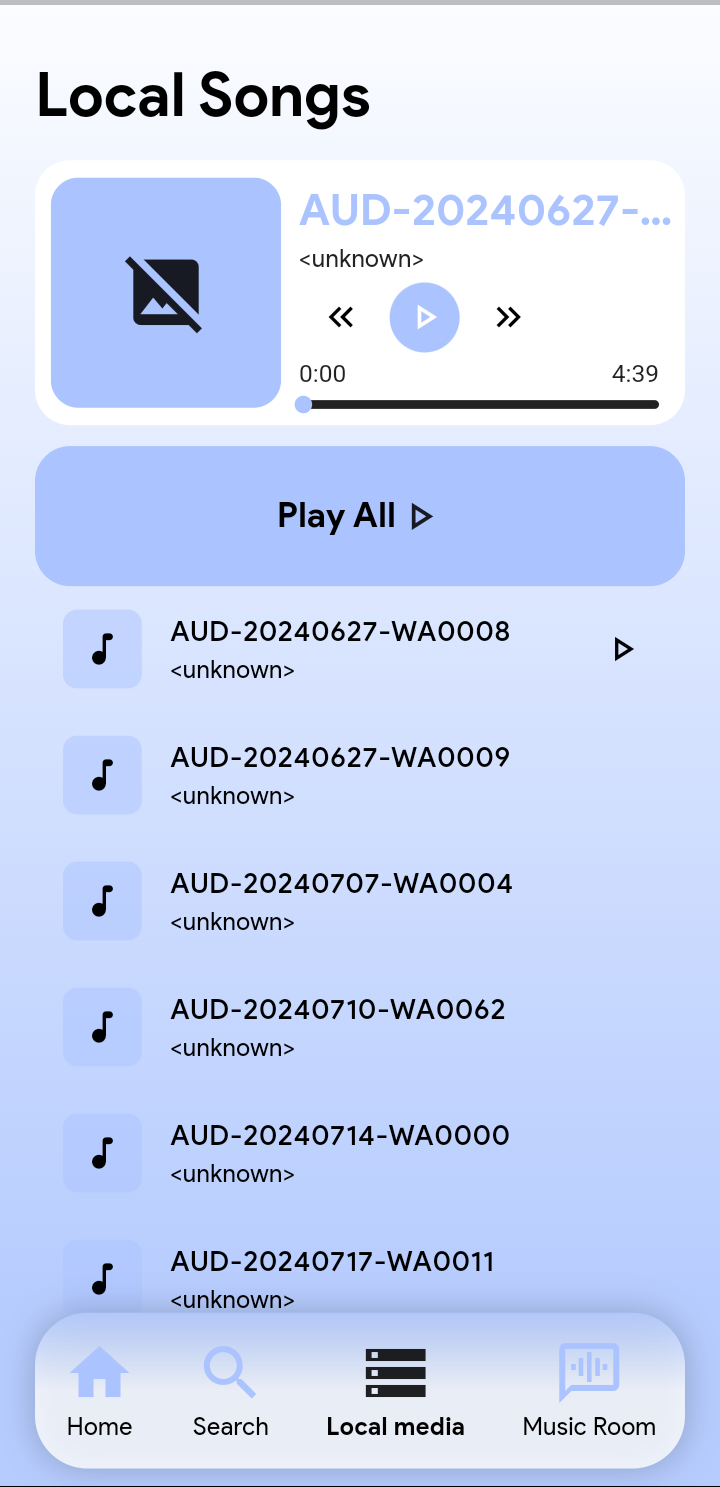 Local Songs
AUD-20240627-...
<unknown>
0:00 4:39
Play All
AUD-20240627-WA0008
<unknown>
AUD-20240627-WA0009
<unknown>
AUD-20240707-WA0004
<unknown>
AUD-20240710-WA0062
<unknown>
AUD-20240714-WA0000
<unknown>
AUD-20240717-WA0011
<unknown>
Home Search Local media Music Room